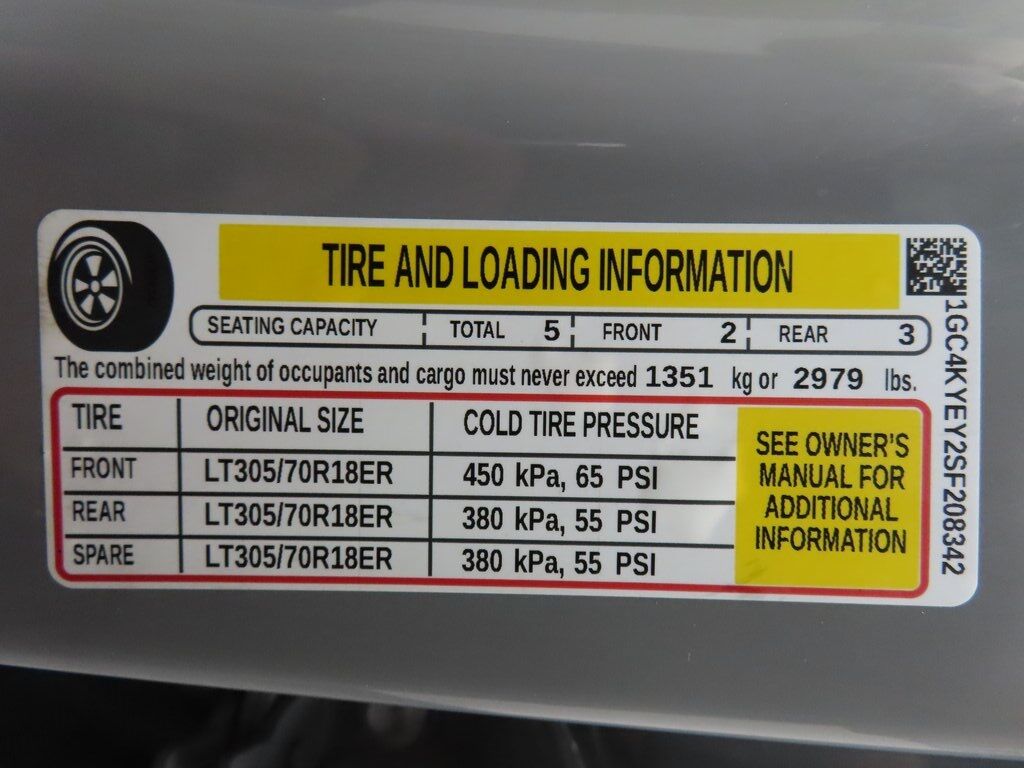 TIRE AND LOADING INFORMATION
SEATING CAPACITY TOTAL 5 FRONT 2 REAR 3
The combined weight of occupants and cargo must never exceed 1351 kg or 2979 lbs.
TIRE ORIGINAL SIZE COLD TIRE PRESSURE
FRONT LT305/70R18ER 450 kPa, 65 PSI
REAR LT305/70R18ER 380 kPa, 55 PSI
SPARE LT305/70R18ER 380 kPa, 55 PSI
SEE OWNER'S
MANUAL FOR
ADDITIONAL
INFORMATION
1GC4KYEY2SF208342